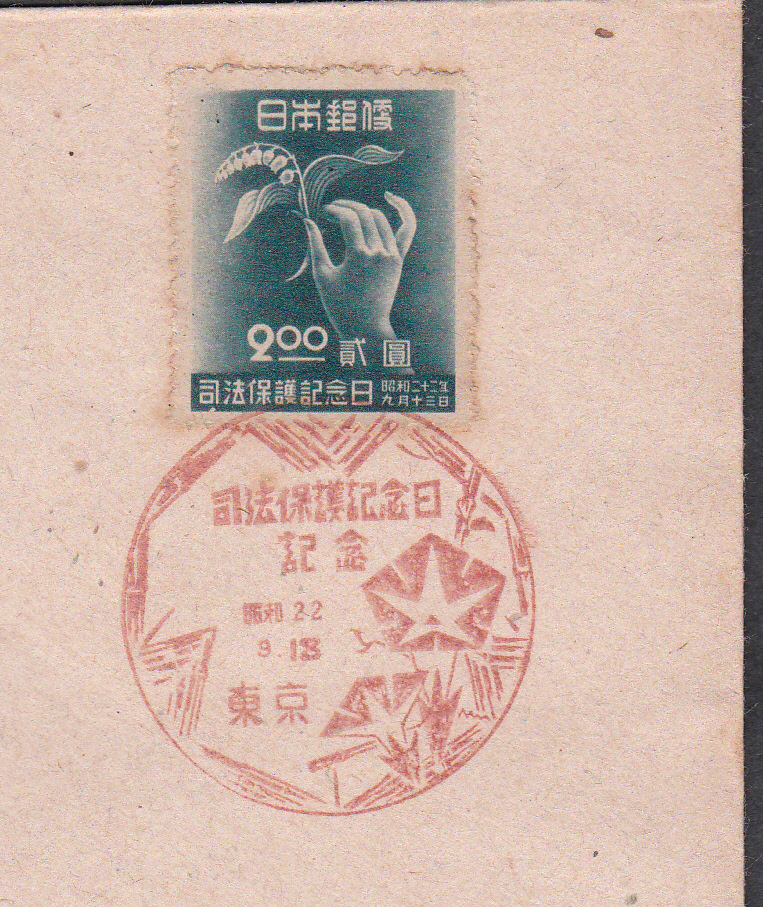 日本郵便
2.00 貳圓
司法保護記念日 昭和二十二年
九月十三日
司法保護記念日
記念
昭和22
9.13
東京